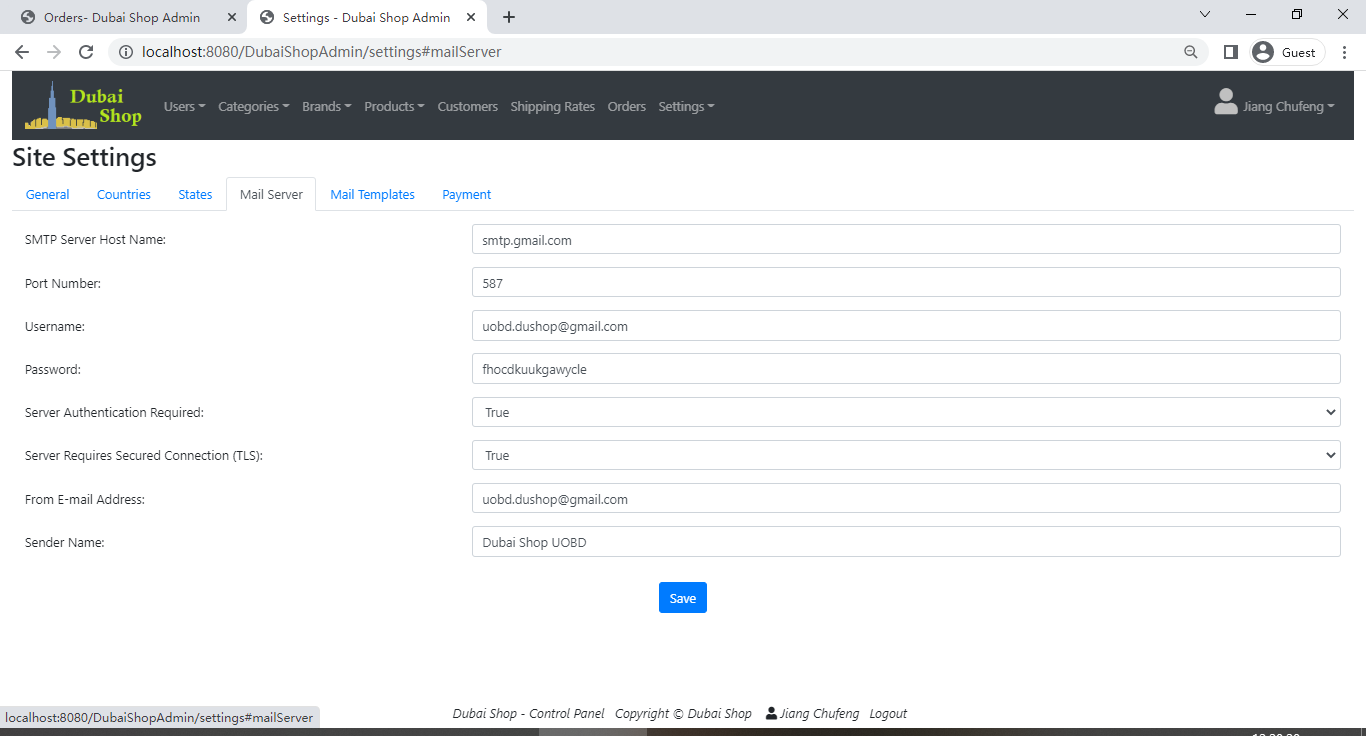 Orders- Dubai Shop Admin
Settings - Dubai Shop Admin
localhost:8080/DubaiShopAdmin/settings#mailServer
Guest
Dubai
Shop
Users Categories Brands Products Customers Shipping Rates Orders Settings
Jiang Chufeng
Site Settings
General Countries States Mail Server Mail Templates Payment
SMTP Server Host Name: smtp.gmail.com
Port Number: 587
Username: uobd.dushop@gmail.com
Password: fhocdkuukgawycle
Server Authentication Required: True
Server Requires Secured Connection (TLS): True
From E-mail Address: uobd.dushop@gmail.com
Sender Name: Dubai Shop UOBD
Save
Dubai Shop - Control Panel Copyright © Dubai Shop Jiang Chufeng Logout
localhost:8080/DubaiShopAdmin/settings#mailServer